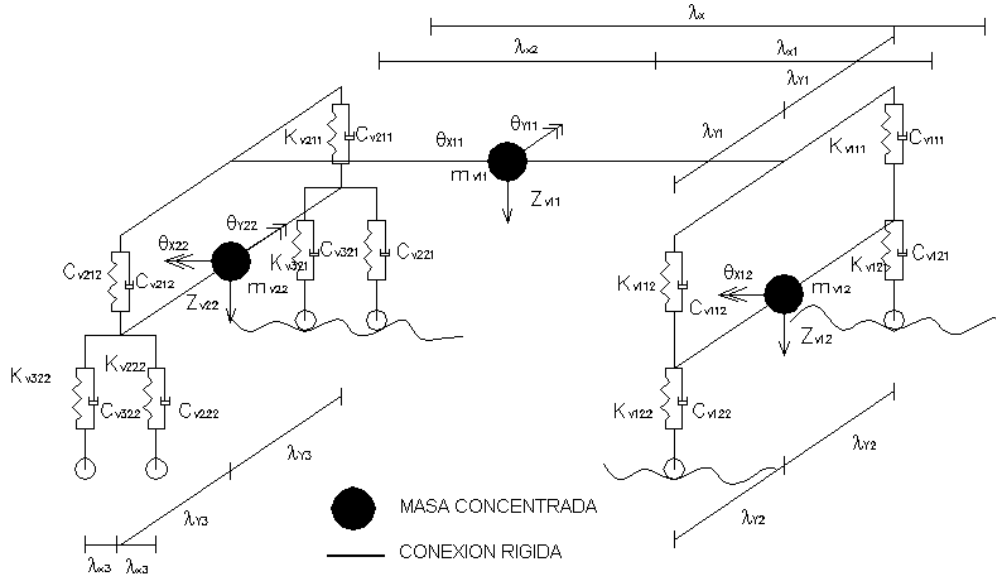 λx
λx2
λx1
λY1
λY1
Kv211
Cv211
θX11
θY11
mv11
Zv11
Kv111
Cv111
θX22
θY22
Kv321
Cv321
Cv221
Cv212
Cv212
mv22
Zv22
Kv112
Cv112
θX12
mv12
Zv12
Kv121
Cv121
Kv322
Cv322
Kv222
Cv222
Kv122
Cv122
λY3
λY3
λx3
λx3
λY2
λY2
MASA CONCENTRADA
CONEXION RIGIDA